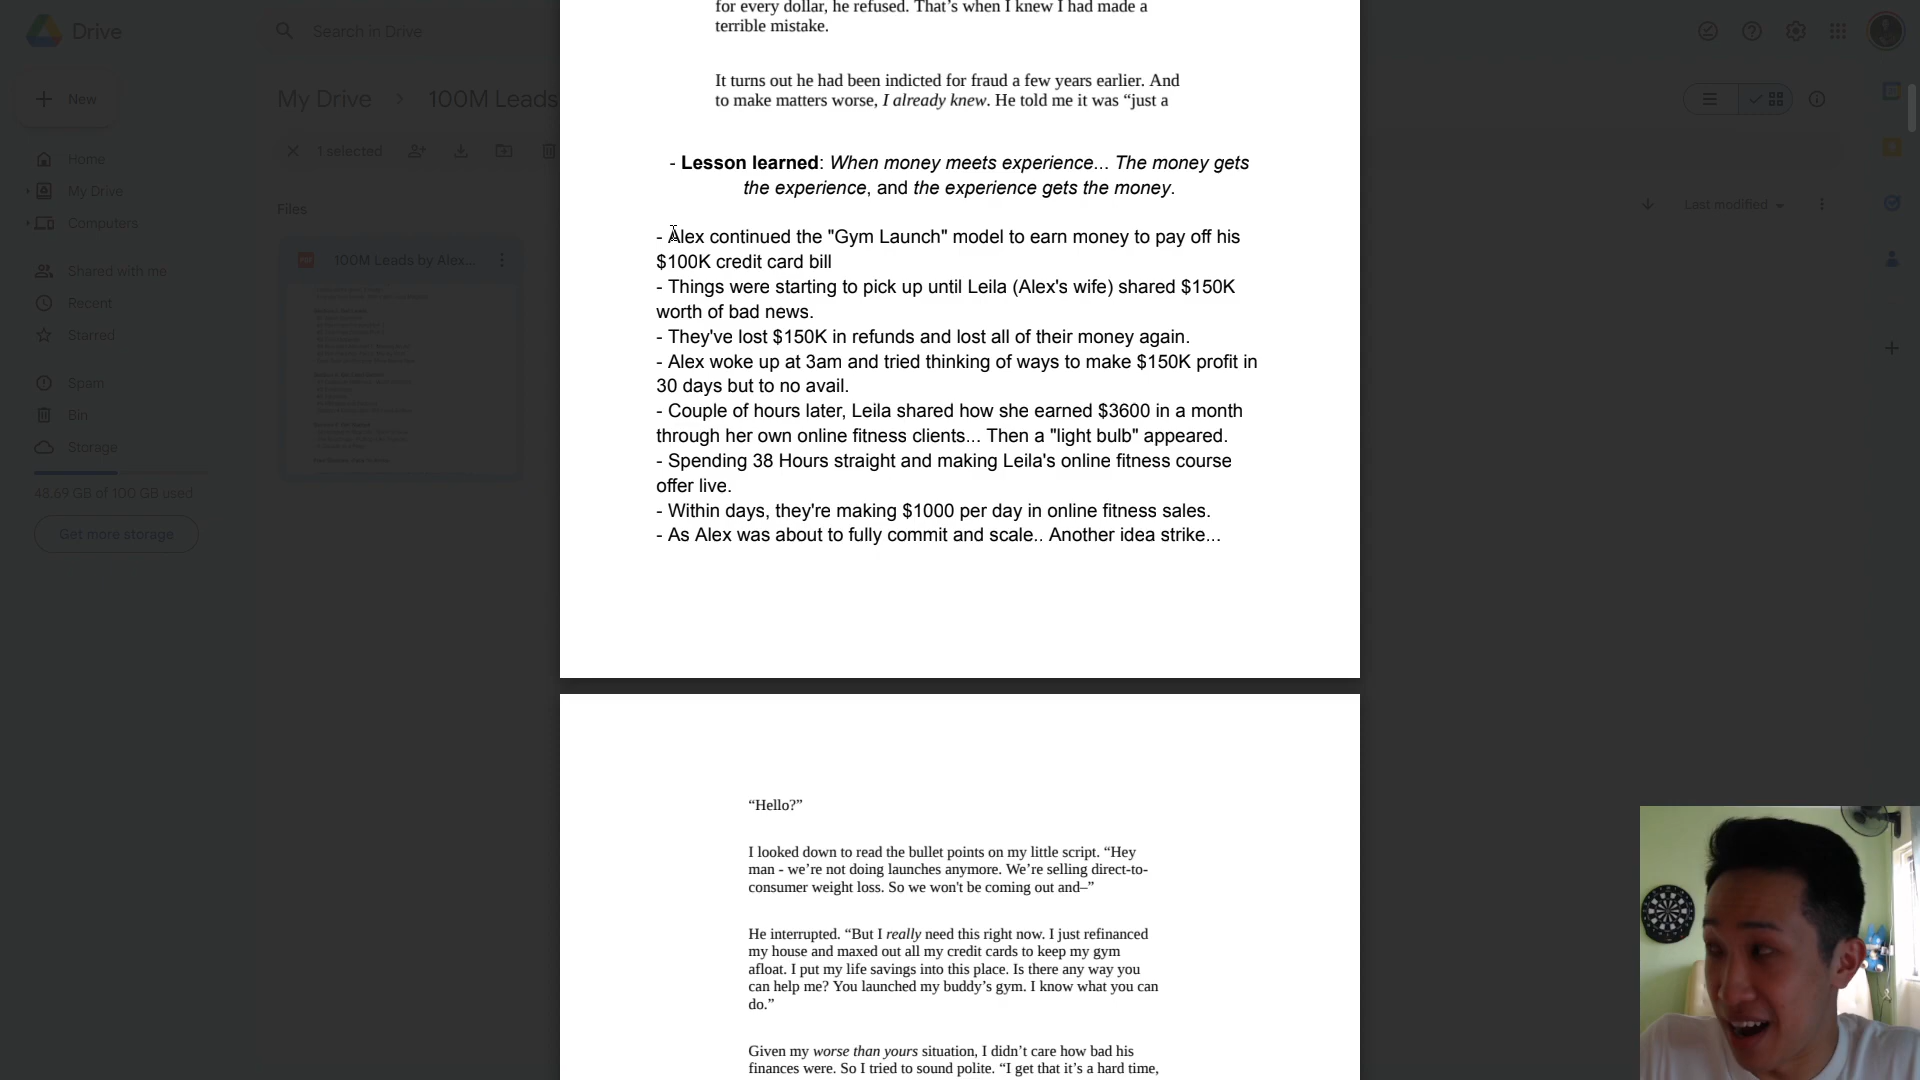 for every dollar, he refused. That’s when I knew I had made a
terrible mistake.
Drive
Search in Drive
It turns out he had been indicted for fraud a few years earlier. And
to make matters worse, I already knew. He told me it was “just a
New
My Drive > 100M Leads
1 selected
- Lesson learned: When money meets experience... The money gets
the experience, and the experience gets the money.
Home
My Drive
Computers
Files
Last modified
- Alex continued the "Gym Launch" model to earn money to pay off his
$100K credit card bill
- Things were starting to pick up until Leila (Alex's wife) shared $150K
worth of bad news.
- They've lost $150K in refunds and lost all of their money again.
- Alex woke up at 3am and tried thinking of ways to make $150K profit in
30 days but to no avail.
- Couple of hours later, Leila shared how she earned $3600 in a month
through her own online fitness clients... Then a "light bulb" appeared.
- Spending 38 Hours straight and making Leila's online fitness course
offer live.
- Within days, they're making $1000 per day in online fitness sales.
- As Alex was about to fully commit and scale.. Another idea strike...
100M Leads by Alex...
Shared with me
Recent
Starred
Spam
Bin
Storage
48.69 GB of 100 GB used
Get more storage
“Hello?”
I looked down to read the bullet points on my little script. “Hey
man - we’re not doing launches anymore. We’re selling direct-to-
consumer weight loss. So we won't be coming out and–”
He interrupted. “But I really need this right now. I just refinanced
my house and maxed out all my credit cards to keep my gym
afloat. I put my life savings into this place. Is there any way you
can help me? You launched my buddy’s gym. I know what you can
do.”
Given my worse than yours situation, I didn’t care how bad his
finances were. So I tried to sound polite. “I get that it’s a hard time,